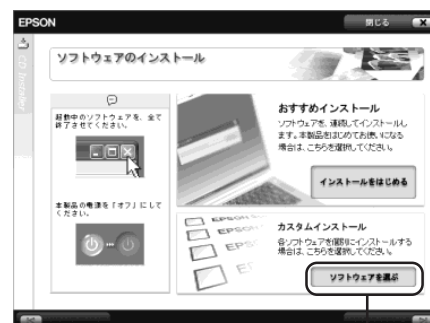 EPSON
閉じる
CD Installer
ソフトウェアのインストール
起動中のソフトウェアを、全て
終了させてください。
本製品の電源を「オフ」にして
ください。
おすすめインストール
ソフトウェアを、連続してインストールし
ます。本製品をはじめてお使いになる
場合は、こちらを選択してください。
インストールをはじめる
カスタムインストール
各ソフトウェアを個別にインストールする
場合は、こちらを選択してください。
ソフトウェアを選ぶ